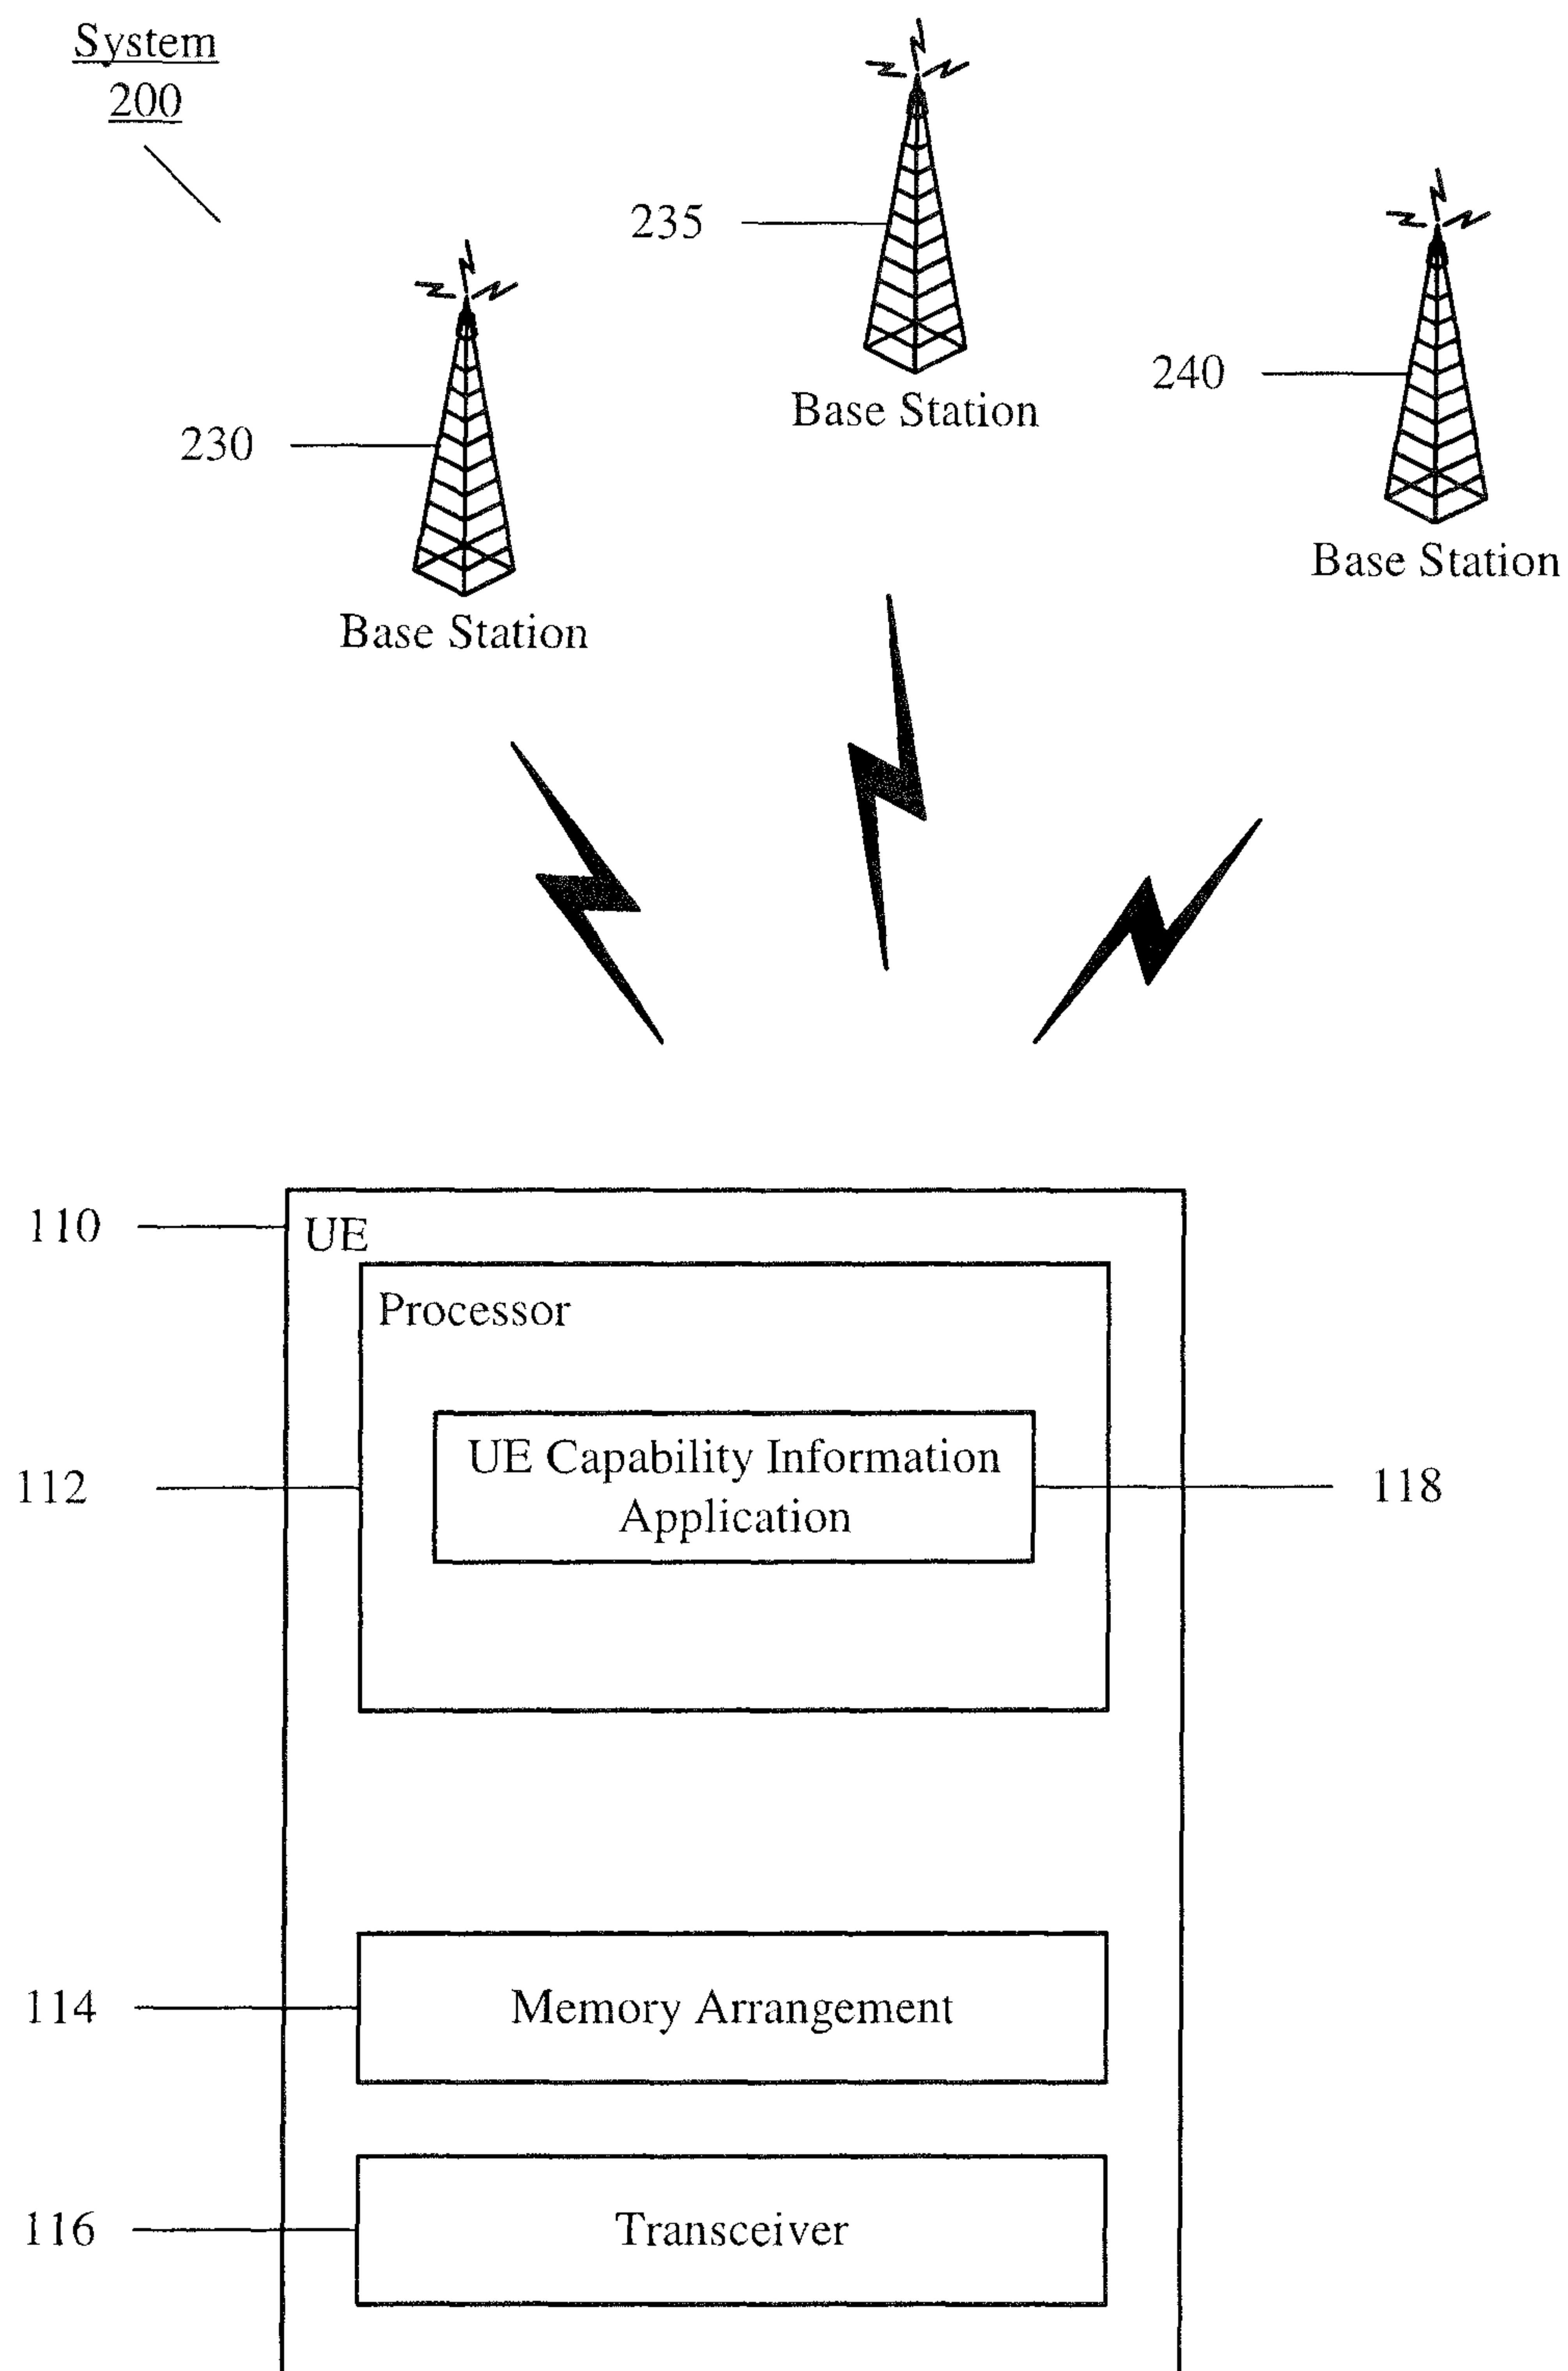 System
200
235
240
230
Base Station
Base Station
Base Station
110
UE
Processor
UE Capability Information
Application
112
118
114
Memory Arrangement
116
Transceiver